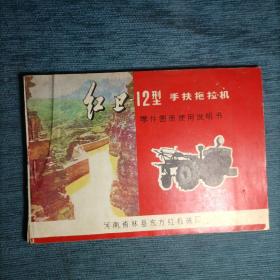 红卫 12型 手扶拖拉机
零件图册使用说明书
河南省林县东方红机械厂